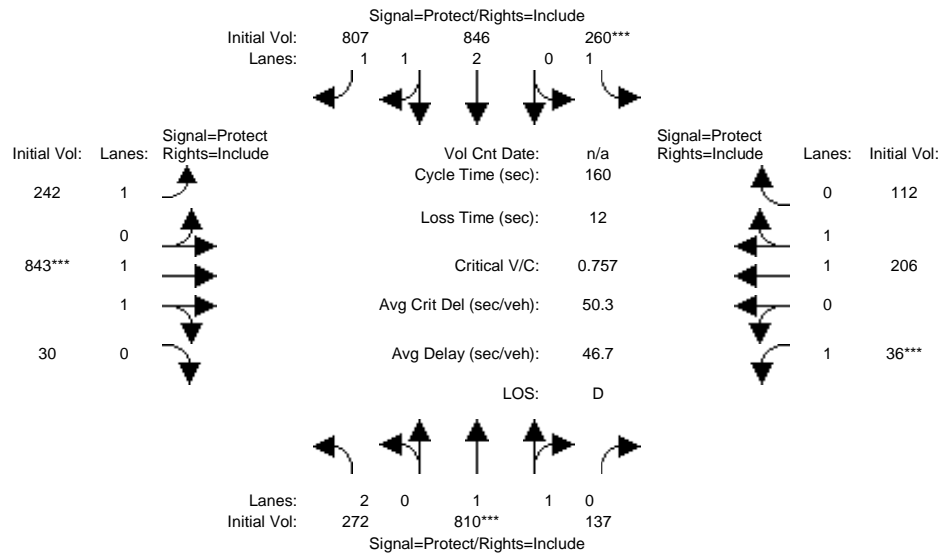 Signal=Protect/Rights=Include
Initial Vol: 807 846 260***
Lanes: 1 1 2 0 1
Signal=Protect
Rights=Include
Initial Vol: Lanes:
Vol Cnt Date: n/a
Signal=Protect
Rights=Include
Lanes: Initial Vol:
Cycle Time (sec): 160
242 1
0 112
Loss Time (sec): 12
0
1
843*** 1
Critical V/C: 0.757
1 206
1
Avg Crit Del (sec/veh): 50.3
0
30 0
Avg Delay (sec/veh): 46.7
1 36***
LOS: D
Lanes: 2 0 1 1 0
Initial Vol: 272 810*** 137
Signal=Protect/Rights=Include